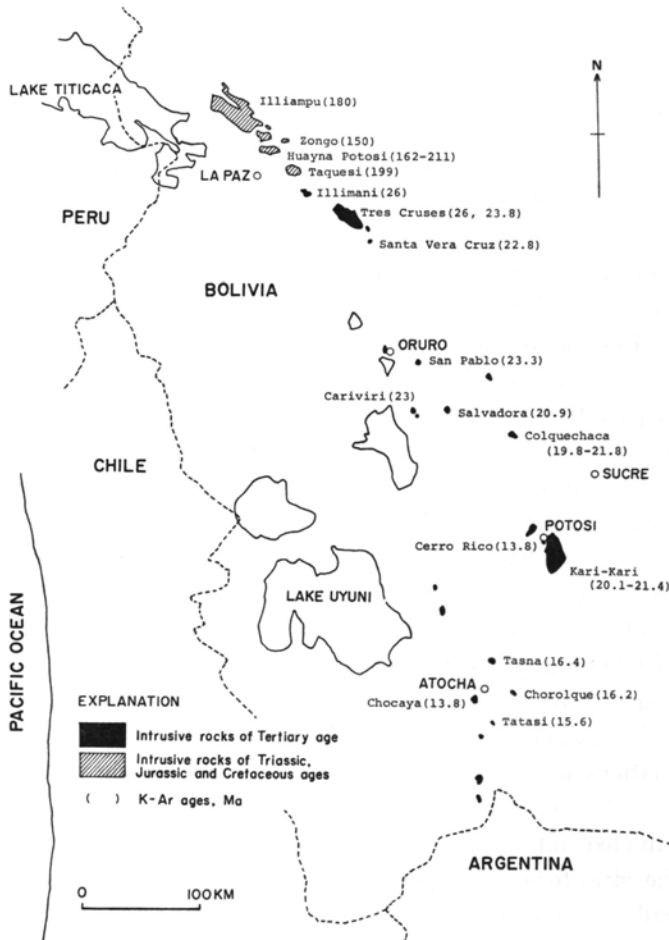 N
LAKE TITICACA
Illiampu(180)
Zongo(150)
Huayna Potosi(162-211)
LA PAZ
Taquesi(199)
Illimani(26)
PERU
Tres Cruses(26, 23.8)
Santa Vera Cruz(22.8)
BOLIVIA
ORURO
San Pablo(23.3)
Cariviri(23)
Salvadora(20.9)
Colquechaca
(19.8-21.8)
CHILE
SUCRE
POTOSI
Cerro Rico(13.8)
Kari-Kari
(20.1-21.4)
LAKE UYUNI
PACIFIC OCEAN
Tasna(16.4)
ATOCHA
Chorolque(16.2)
Chocaya(13.8)
Tatasi(15.6)
EXPLANATION
Intrusive rocks of Tertiary age
Intrusive rocks of Triassic,
Jurassic and Cretaceous ages
( ) K-Ar ages, Ma
ARGENTINA
0 100 KM